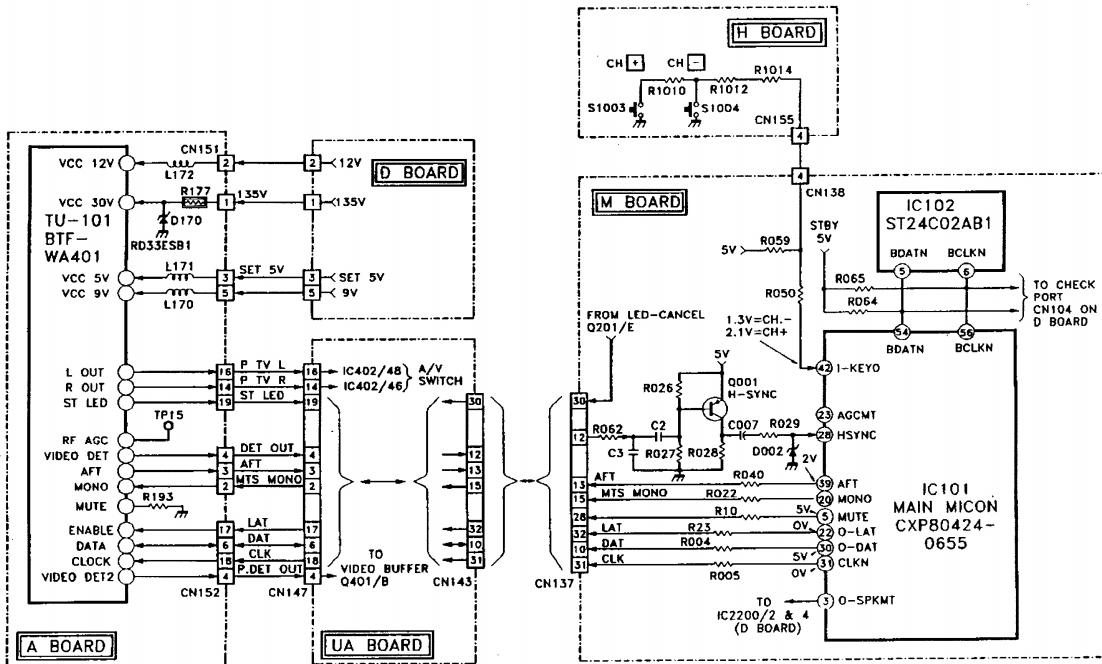 H BOARD
CH +
CH -
R1010
R1012
R1014
S1003
S1004
CN155
4
4
CN138
M BOARD
IC102
ST24C02AB1
BDATN
BCLKN
5
6
STBY
5V
5V
R059
R050
R065
R064
TO CHECK
PORT
CN104 ON
D BOARD
1.3V=CH.-
2.1V=CH+
54
56
BDATN
BCLKN
42
I-KEYO
23
AGCMT
28
HSYNC
2V
39
AFT
20
MONO
5V
5
MUTE
0V
22
O-LAT
30
O-DAT
5V
0V
31
CLKN
3
O-SPKMT
IC101
MAIN MICON
CXP80424-
0655
TO
IC2200/2 & 4
(D BOARD)
FROM LED-CANCEL
Q201/E
5V
R026
Q001
H-SYNC
30
12
R062
C2
C3
R027
R028
C007
R029
D002
13
AFT
R040
15
MTS MONO
R022
28
R10
32
LAT
R23
10
DAT
R004
31
CLK
R005
CN137
VCC 12V
L172
CN151
2
2
12V
D BOARD
VCC 30V
R177
135V
1
1
135V
D170
RD33ESB1
TU-101
BTF-
WA401
VCC 5V
L171
SET 5V
3
3
SET 5V
VCC 9V
L170
5
5
9V
L OUT
16
P TV L
16
IC402/48
R OUT
14
P TV R
14
IC402/46
A/V
SWITCH
ST LED
19
ST LED
19
TP15
RF AGC
VIDEO DET
4
DET OUT
4
AFT
3
AFT
3
MONO
2
MTS MONO
2
MUTE
R193
ENABLE
17
LAT
17
DATA
6
DAT
6
CLOCK
18
CLK
18
VIDEO DET2
4
P.DET OUT
4
TO
VIDEO BUFFER
Q401/B
30
12
13
15
32
10
31
CN143
CN152
CN147
A BOARD
UA BOARD